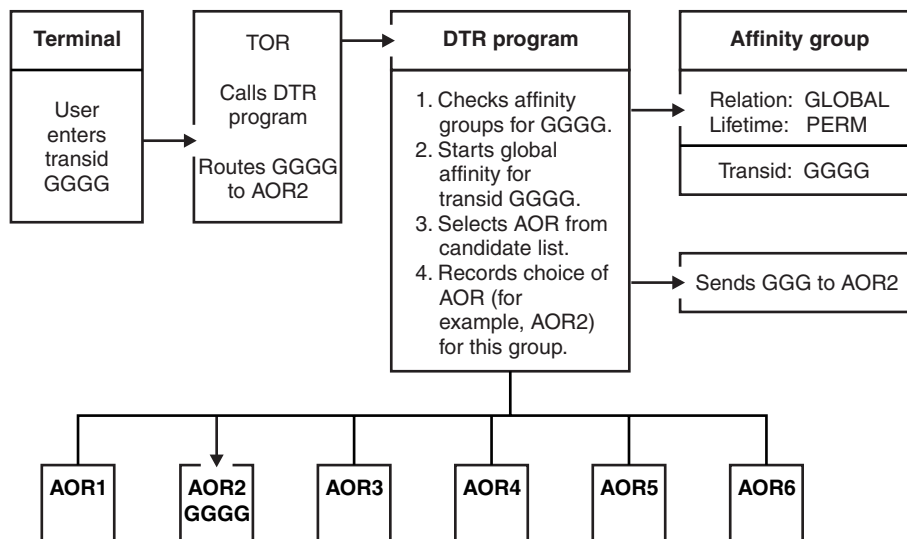 Terminal
User
enters
transid
GGGG
TOR
Calls DTR
program
Routes GGGG
to AOR2
DTR program
1. Checks affinity
groups for GGGG.
2. Starts global
affinity for
transid GGGG.
3. Selects AOR from
candidate list.
4. Records choice of
AOR (for
example, AOR2)
for this group.
Affinity group
Relation: GLOBAL
Lifetime: PERM
Transid: GGGG
Sends GGG to AOR2
AOR1
AOR2
GGGG
AOR3
AOR4
AOR5
AOR6